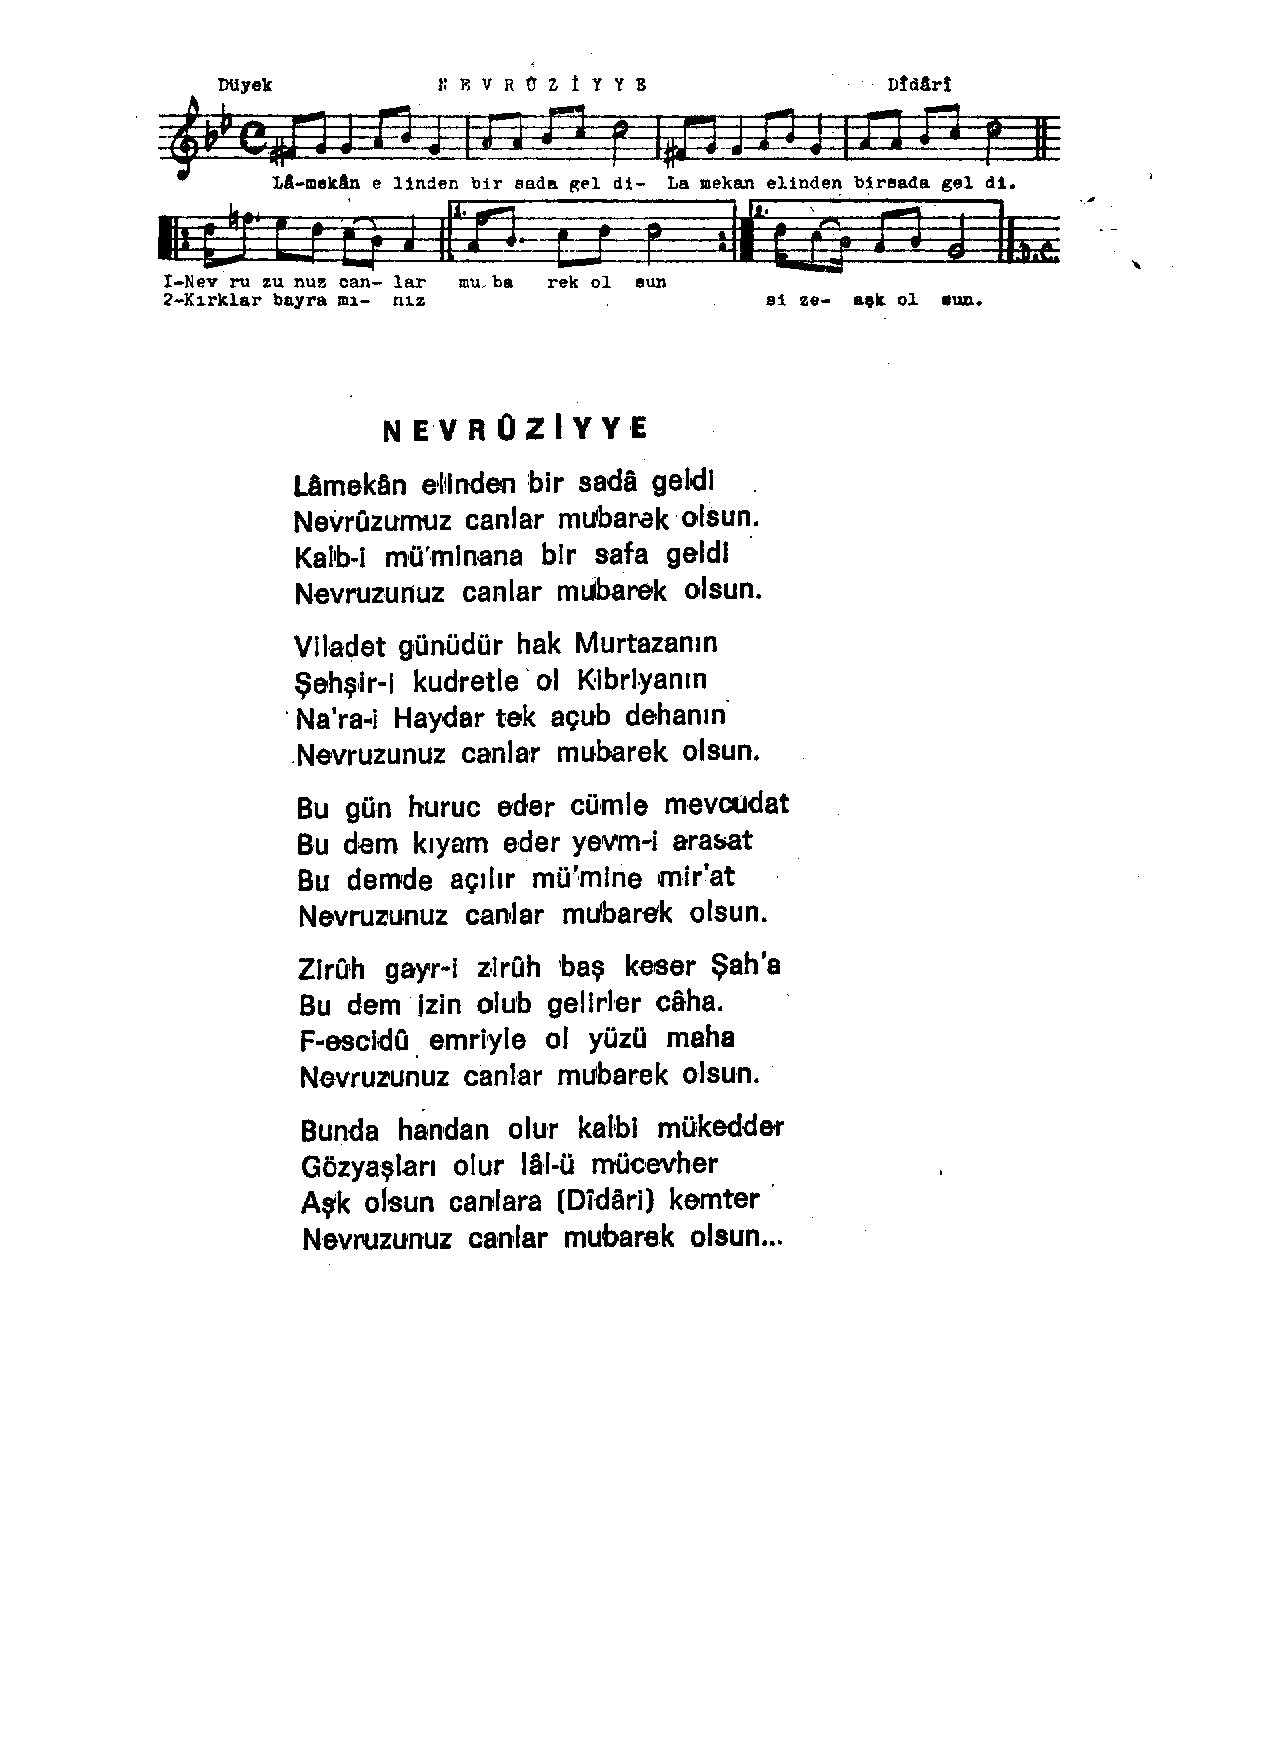 Düyek N E V R Û Z İ Y Y E Dîdârî
Lâ-mekân e linden bir sada gel di- La mekan elinden birsada gel di.
1. 2. D.C.
I-Nev ru zu nuz can- lar mu ba rek ol sun
2-Kırklar bayra mı- nız si ze- aşk ol sun.
N E V R Û Z İ Y Y E
Lâmekân elinden bir sadâ geldi
Nevrûzumuz canlar mubarek olsun.
Kalb-i mü'minana bir safa geldi
Nevruzunuz canlar mubarek olsun.
Viladet günüdür hak Murtazanın
Şehşir-i kudretle ol Kibriyanın
Na'ra-i Haydar tek açub dehanın
Nevruzunuz canlar mubarek olsun.
Bu gün huruc eder cümle mevcudat
Bu dem kıyam eder yevm-i arasat
Bu demde açılır mü'mine mir'at
Nevruzunuz canlar mubarek olsun.
Zirûh gayr-i zirûh baş keser Şah'a
Bu dem izin olub gelirler câha.
F-escidû emriyle ol yüzü maha
Nevruzunuz canlar mubarek olsun.
Bunda handan olur kalbi mükedder
Gözyaşları olur lâl-ü mücevher
Aşk olsun canlara (Dîdâri) kemter
Nevruzunuz canlar mubarek olsun...